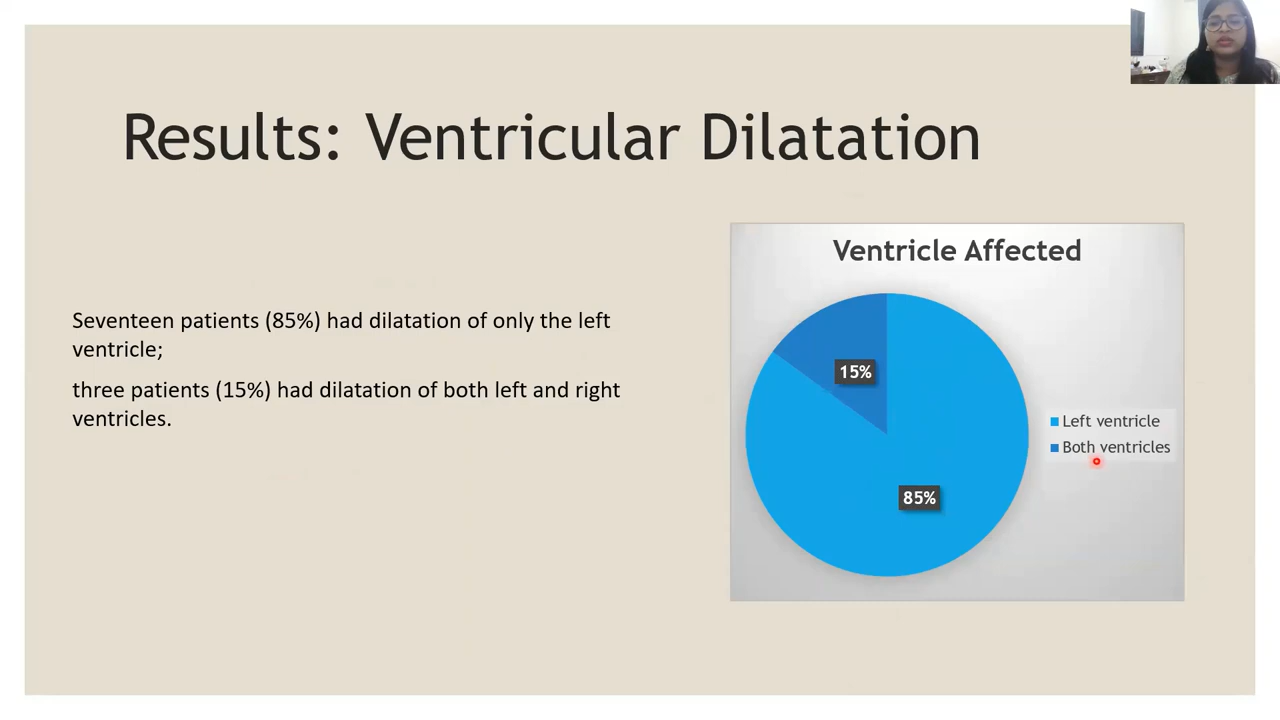 Results: Ventricular Dilatation
Seventeen patients (85%) had dilatation of only the left
ventricle;
three patients (15%) had dilatation of both left and right
ventricles.
Ventricle Affected
15%
85%
Left ventricle
Both ventricles